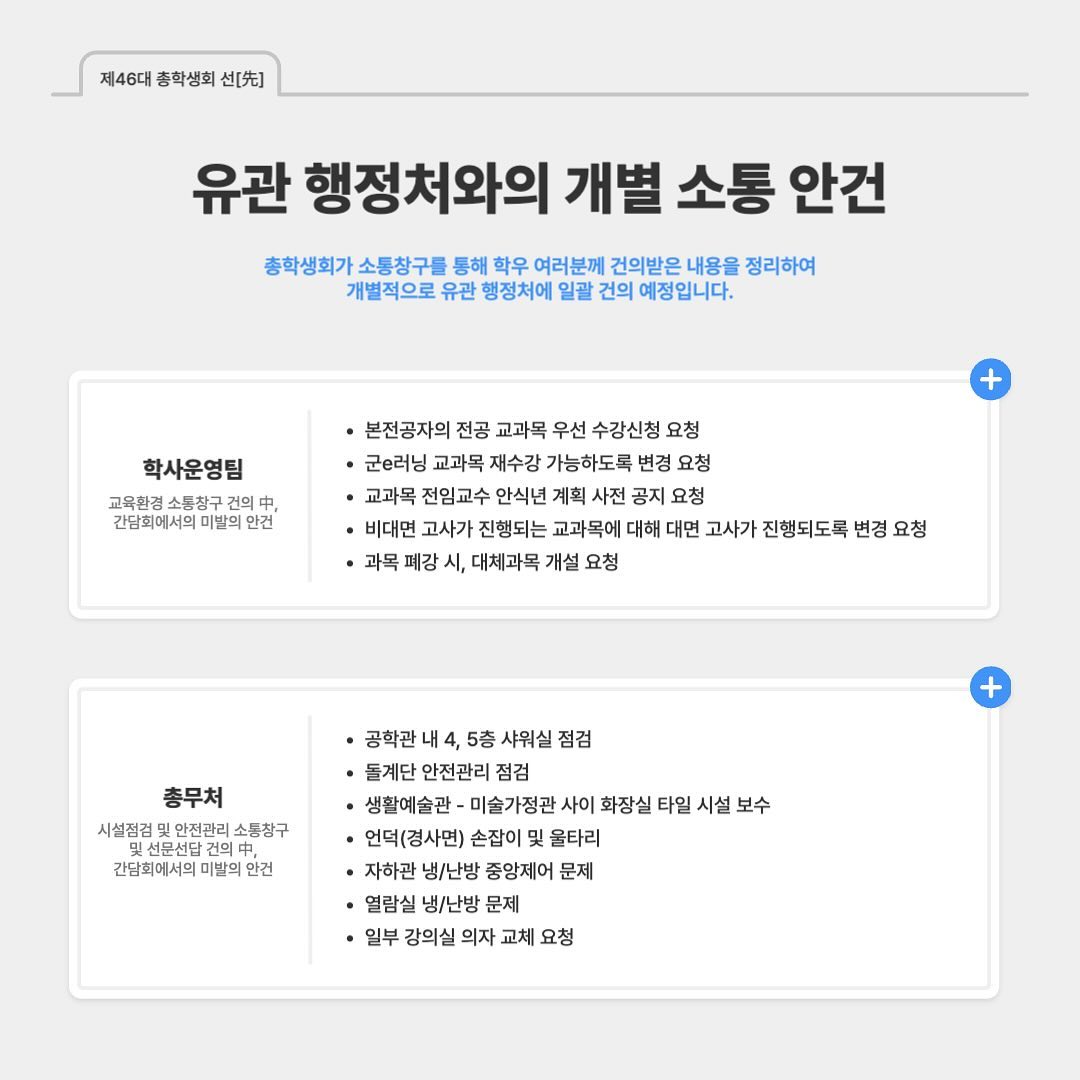 제46대 총학생회 선[先]
유관 행정처와의 개별 소통 안건
총학생회가 소통창구를 통해 학우 여러분께 건의받은 내용을 정리하여
개별적으로 유관 행정처에 일괄 건의 예정입니다.
학사운영팀
교육환경 소통창구 건의 中,
간담회에서의 미발의 안건
• 본전공자의 전공 교과목 우선 수강신청 요청
• 군e러닝 교과목 재수강 가능하도록 변경 요청
• 교과목 전임교수 안식년 계획 사전 공지 요청
• 비대면 고사가 진행되는 교과목에 대해 대면 고사가 진행되도록 변경 요청
• 과목 폐강 시, 대체과목 개설 요청
총무처
시설점검 및 안전관리 소통창구
및 선문선답 건의 中,
간담회에서의 미발의 안건
• 공학관 내 4, 5층 샤워실 점검
• 돌계단 안전관리 점검
• 생활예술관 - 미술가정관 사이 화장실 타일 시설 보수
• 언덕(경사면) 손잡이 및 울타리
• 자하관 냉/난방 중앙제어 문제
• 열람실 냉/난방 문제
• 일부 강의실 의자 교체 요청